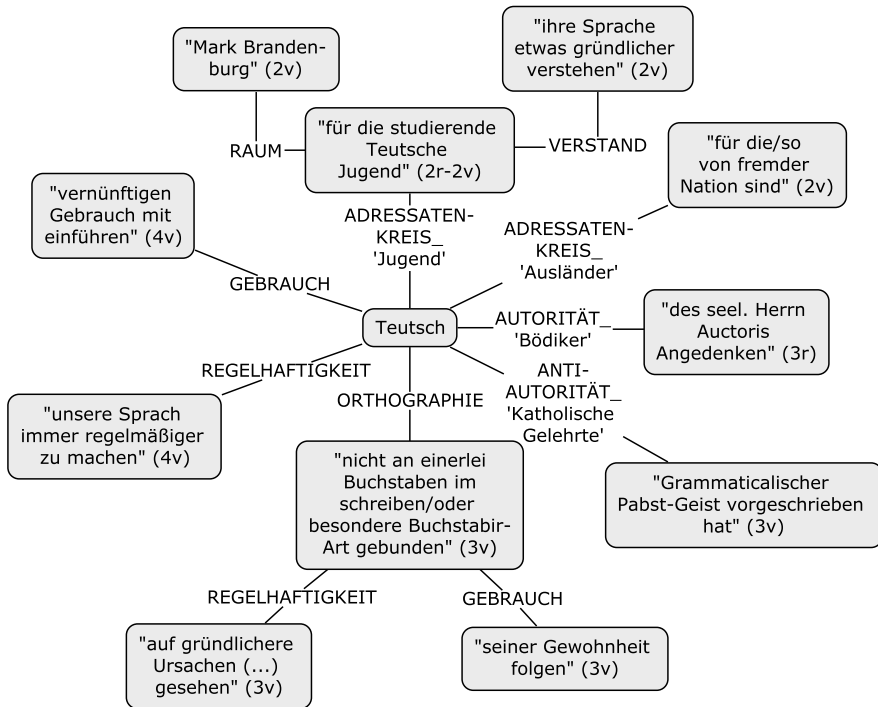 "Mark Branden-
burg" (2v)
"ihre Sprache
etwas gründlicher
verstehen" (2v)
RAUM
"für die studierende
Teutsche
Jugend" (2r-2v)
VERSTAND
"für die/so
von fremder
Nation sind" (2v)
"vernünftigen
Gebrauch mit
einführen" (4v)
ADRESSATEN-
KREIS_
'Jugend'
ADRESSATEN-
KREIS_
'Ausländer'
GEBRAUCH
Teutsch
AUTORITÄT_
'Bödiker'
"des seel. Herrn
Auctoris
Angedenken" (3r)
REGELHAFTIGKEIT
ORTHOGRAPHIE
ANTI-
AUTORITÄT_
'Katholische
Gelehrte'
"unsere Sprach
immer regelmäßiger
zu machen" (4v)
"nicht an einerlei
Buchstaben im
schreiben/oder
besondere Buchstabir-
Art gebunden" (3v)
"Grammaticalischer
Pabst-Geist vorgeschrieben
hat" (3v)
REGELHAFTIGKEIT
GEBRAUCH
"auf gründlichere
Ursachen (...)
gesehen" (3v)
"seiner Gewohnheit
folgen" (3v)